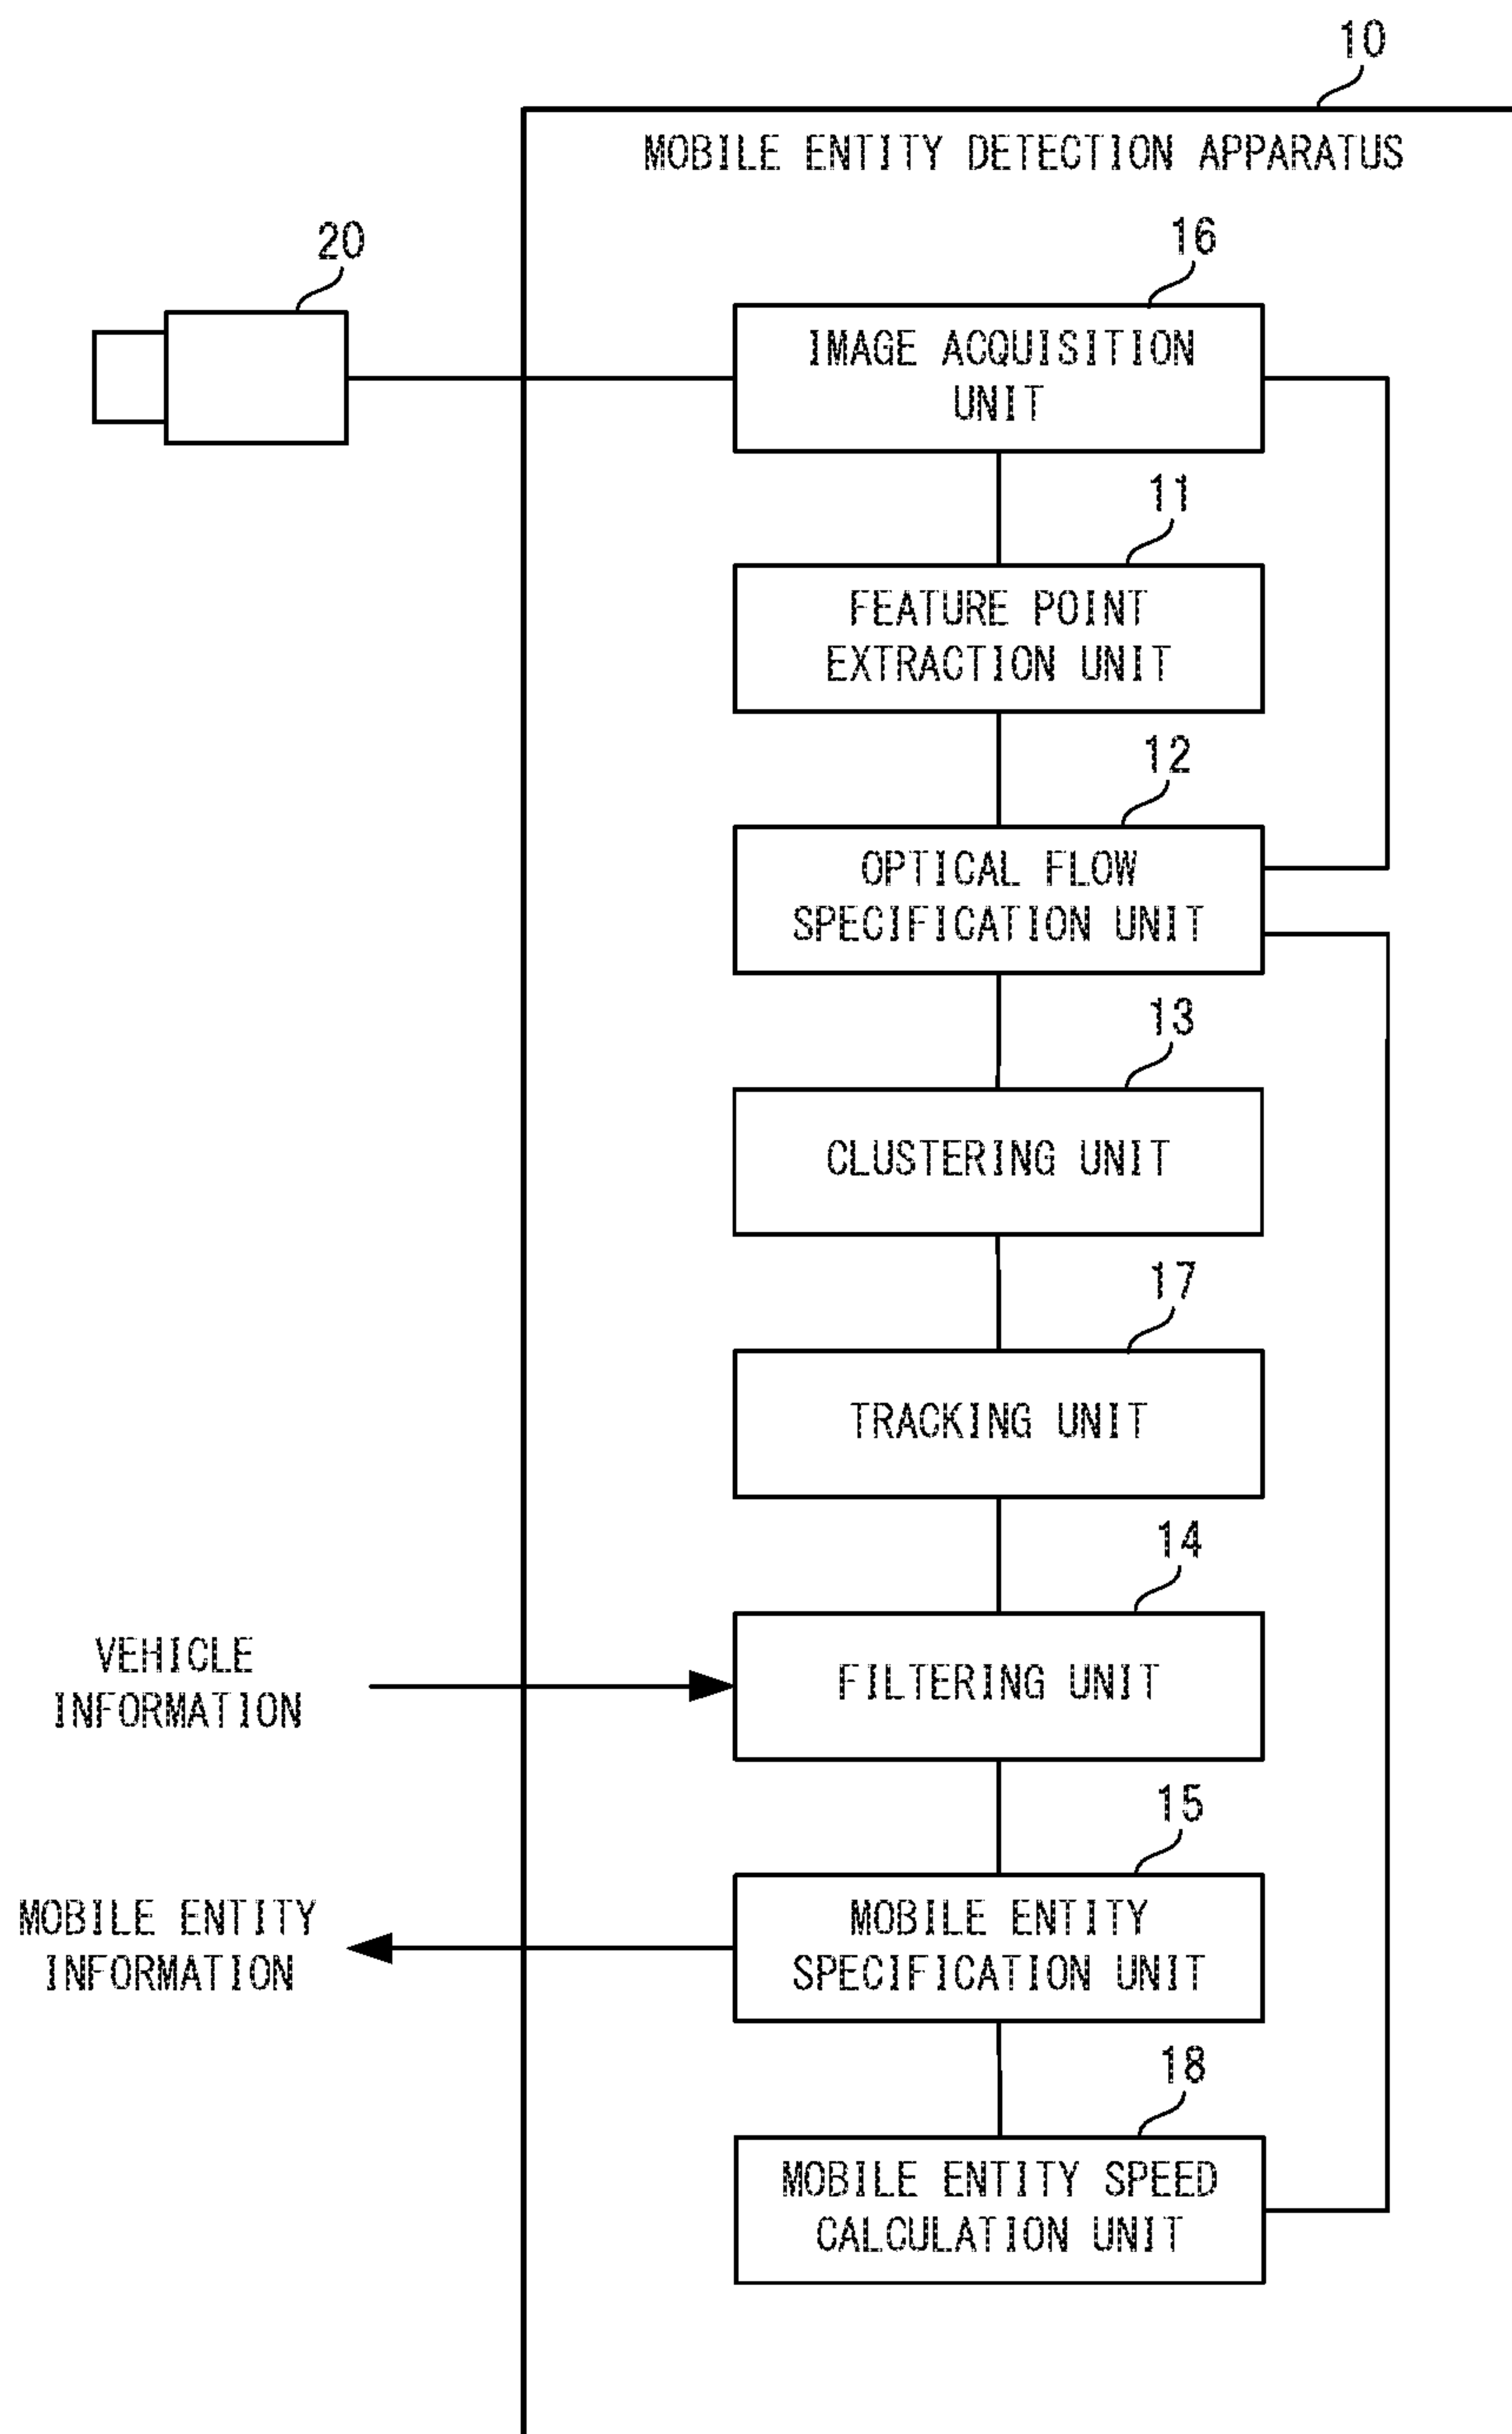 10
MOBILE ENTITY DETECTION APPARATUS
20
16
IMAGE ACQUISITION
UNIT
11
FEATURE POINT
EXTRACTION UNIT
12
OPTICAL FLOW
SPECIFICATION UNIT
13
CLUSTERING UNIT
17
TRACKING UNIT
14
VEHICLE
INFORMATION
FILTERING UNIT
15
MOBILE ENTITY
INFORMATION
MOBILE ENTITY
SPECIFICATION UNIT
18
MOBILE ENTITY SPEED
CALCULATION UNIT